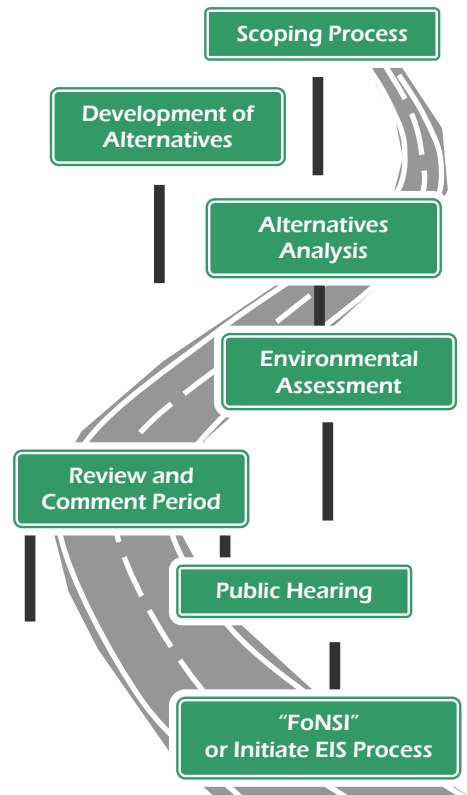 Scoping Process
Development of
Alternatives
Alternatives
Analysis
Environmental
Assessment
Review and
Comment Period
Public Hearing
“FoNSI”
or Initiate EIS Process